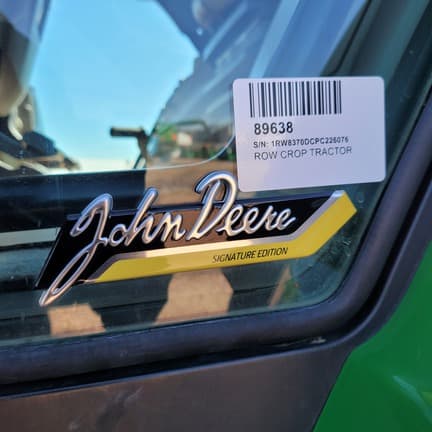 89638
S/N: 1RW8370DCPC226076
ROW CROP TRACTOR
John Deere
SIGNATURE EDITION